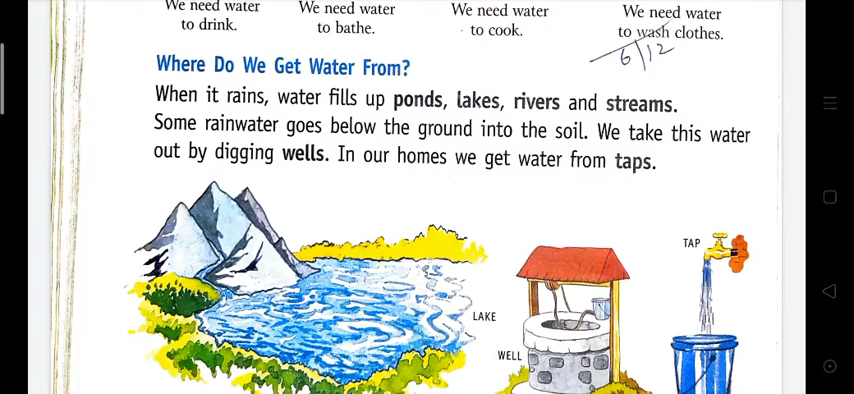 We need water We need water We need water We need water
to drink. to bathe. to cook. to wash clothes.
6/12
Where Do We Get Water From?
When it rains, water fills up ponds, lakes, rivers and streams.
Some rainwater goes below the ground into the soil. We take this water
out by digging wells. In our homes we get water from taps.
TAP
LAKE
WELL